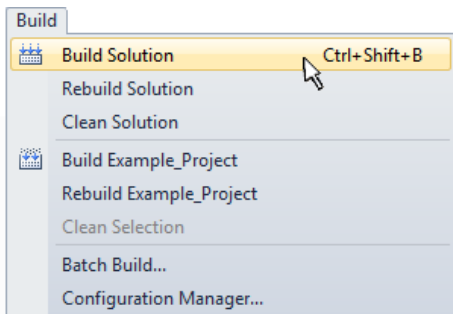 Build
Build Solution Ctrl+Shift+B
Rebuild Solution
Clean Solution
Build Example_Project
Rebuild Example_Project
Clean Selection
Batch Build...
Configuration Manager...